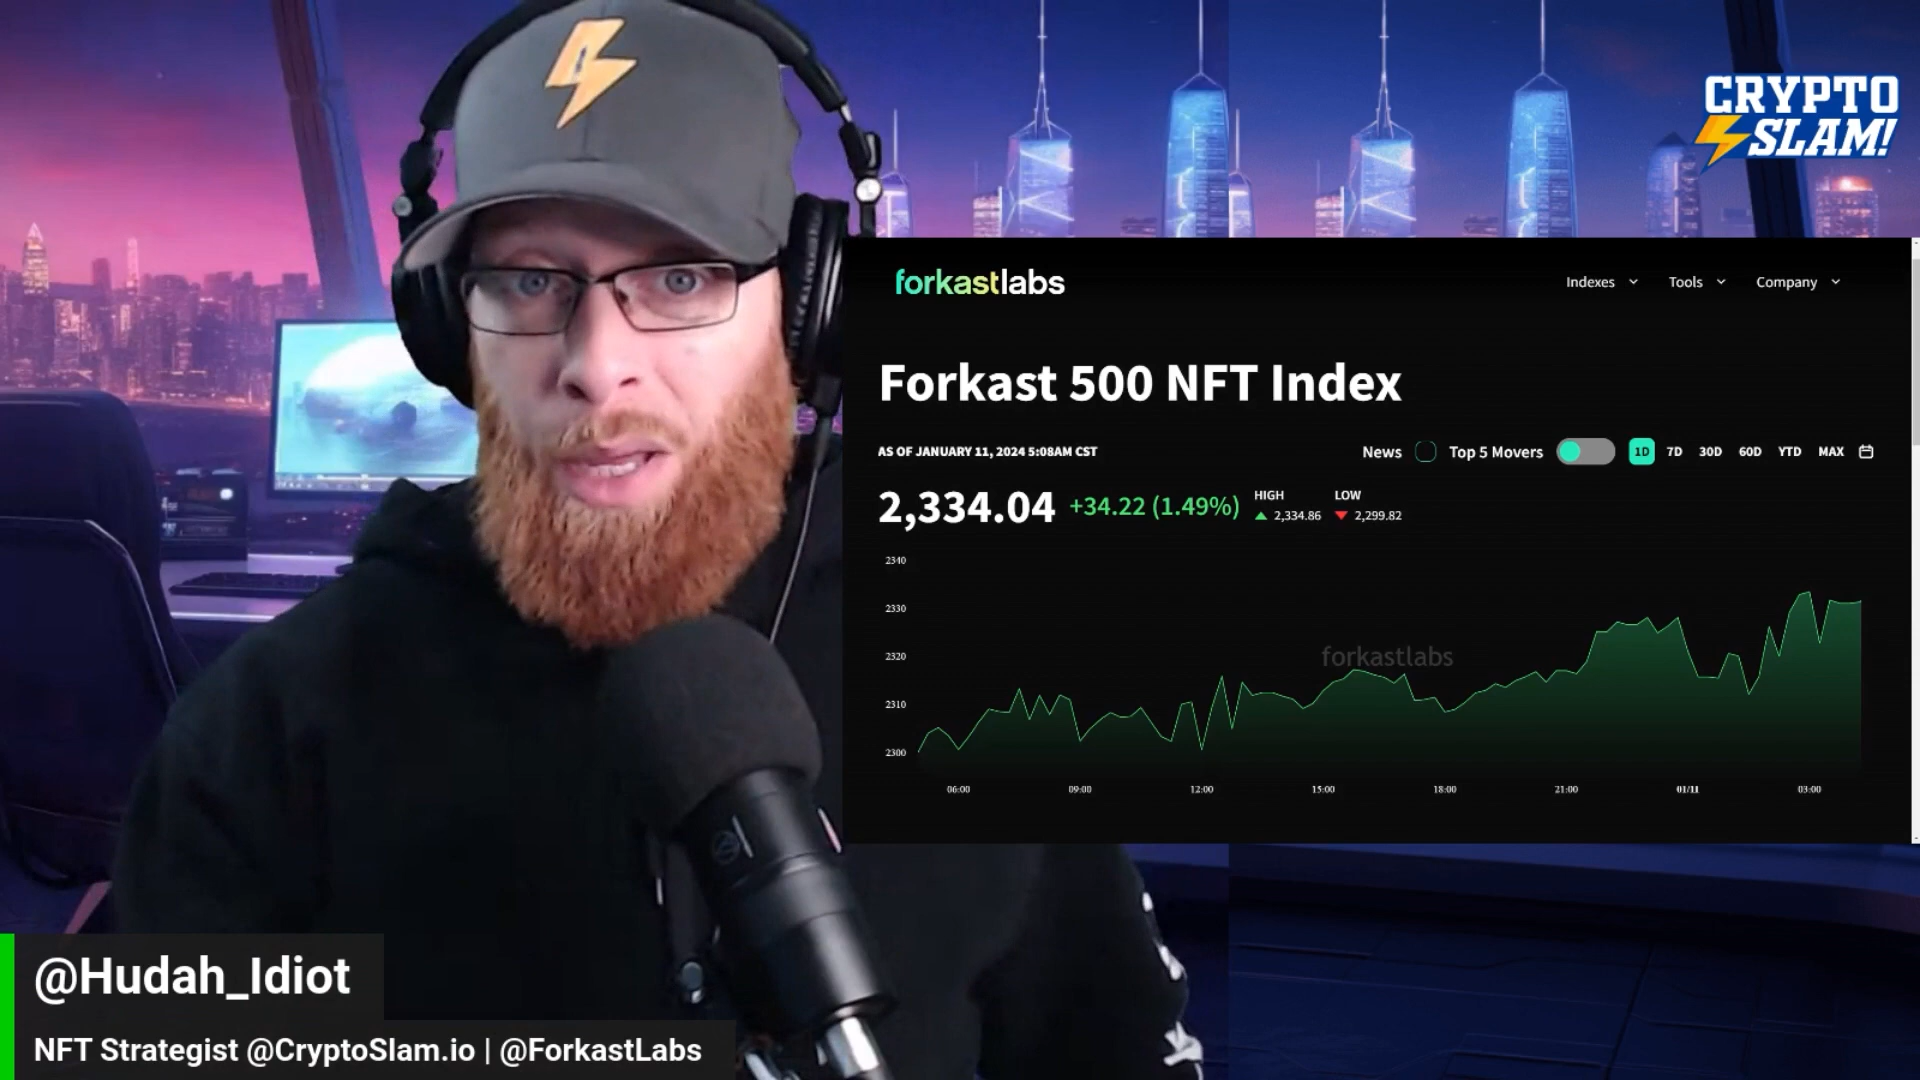 CRYPTO
SLAM!
forkastlabs
Indexes
Tools
Company
Forkast 500 NFT Index
AS OF JANUARY 11, 2024 5:08AM CST
News
Top 5 Movers
1D 7D 30D 60D YTD MAX
2,334.04 +34.22 (1.49%)
HIGH
2,334.86
LOW
2,299.82
2340
2330
2320
2310
2300
forkastlabs
06:00 09:00 12:00 15:00 18:00 21:00 01/11 03:00
@Hudah_Idiot
NFT Strategist @CryptoSlam.io | @ForkastLabs